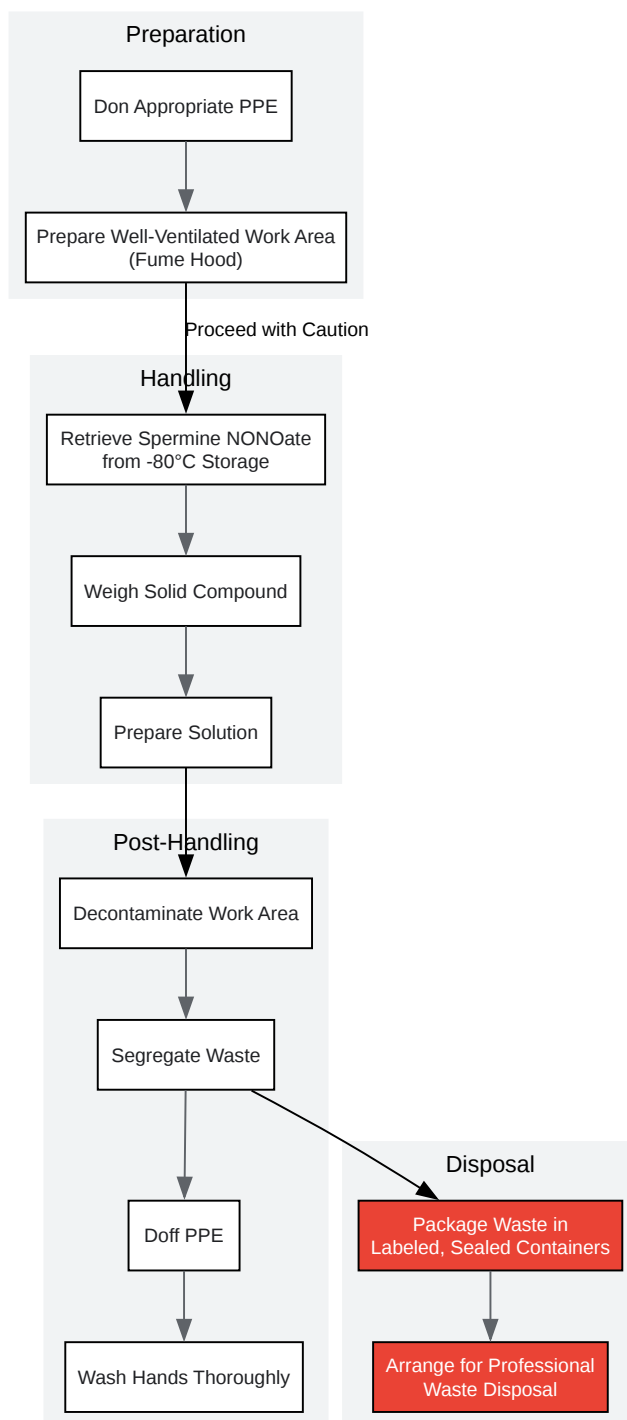 Preparation
Don Appropriate PPE
Prepare Well-Ventilated Work Area
(Fume Hood)
Proceed with Caution
Handling
Retrieve Spermine NONOate
from -80°C Storage
Weigh Solid Compound
Prepare Solution
Post-Handling
Decontaminate Work Area
Segregate Waste
Doff PPE
Wash Hands Thoroughly
Disposal
Package Waste in
Labeled, Sealed Containers
Arrange for Professional
Waste Disposal